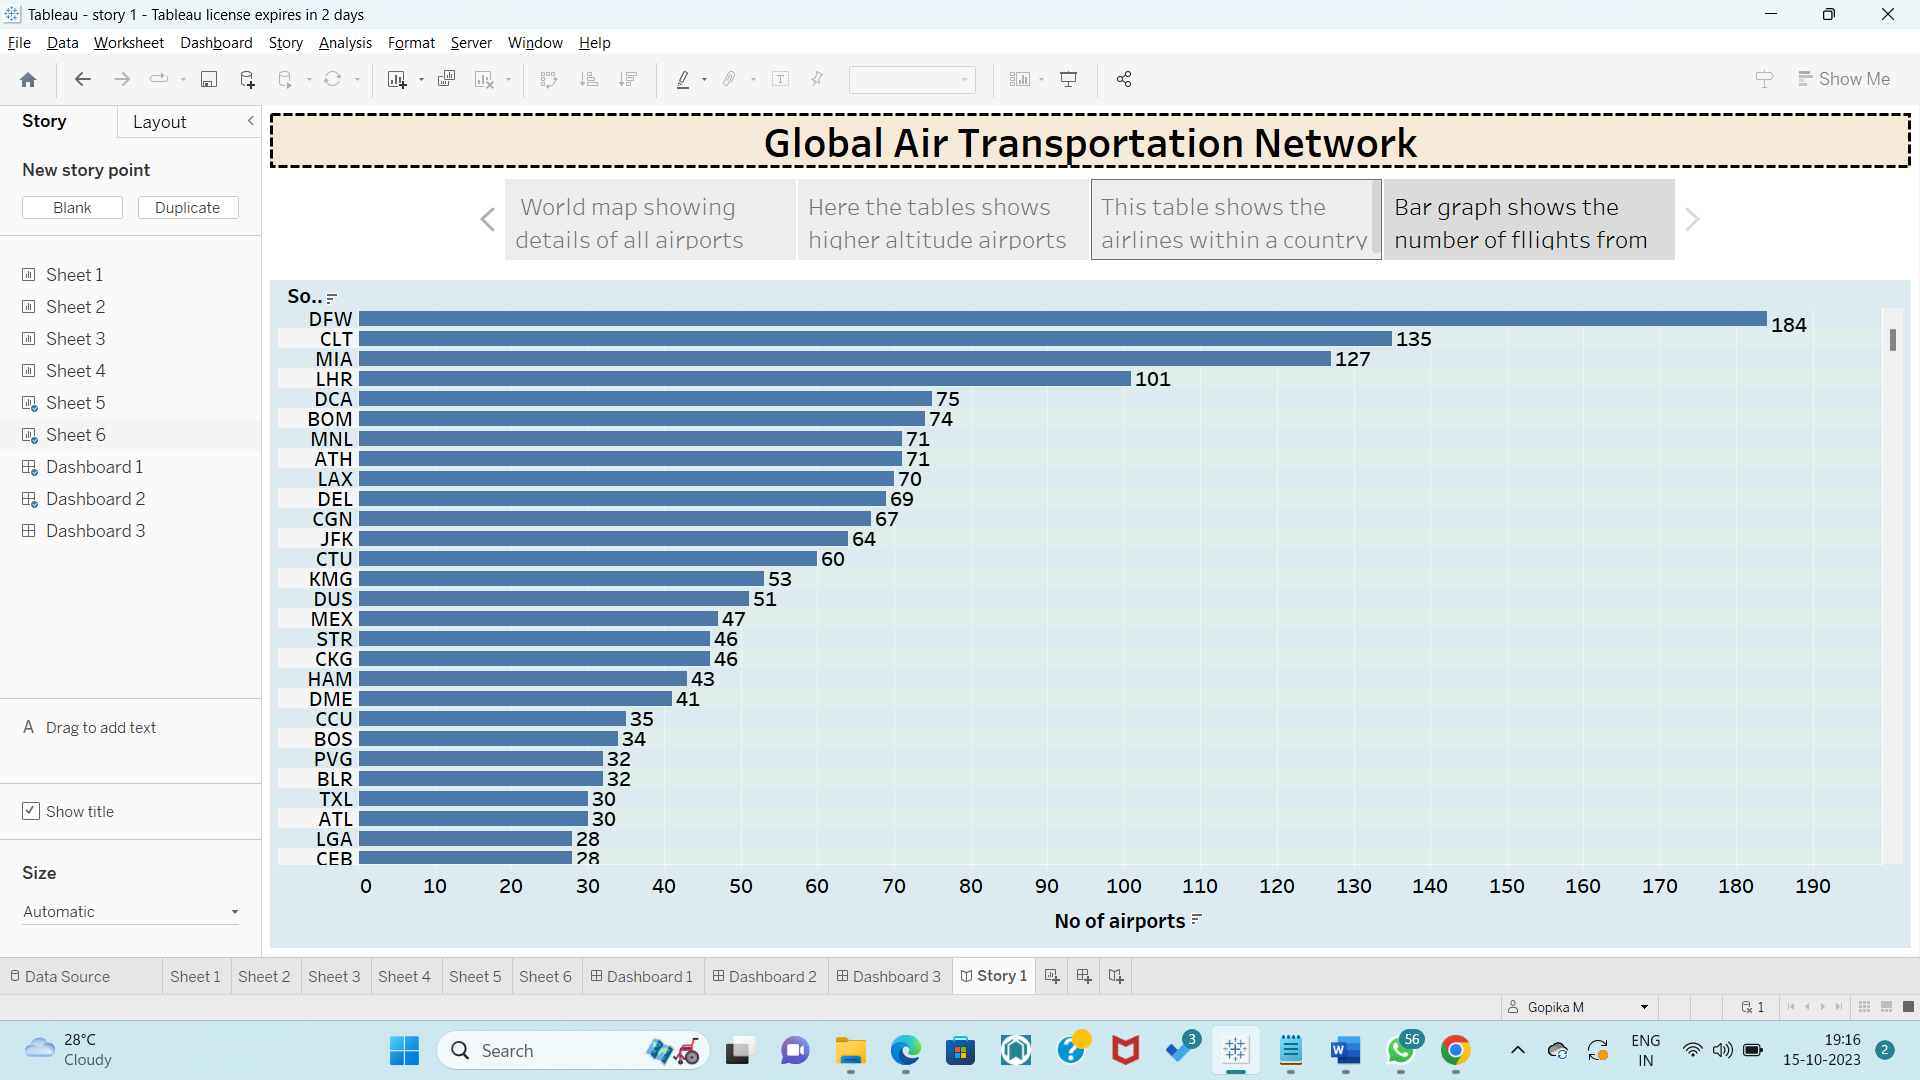 Tableau - story 1 - Tableau license expires in 2 days
File Data Worksheet Dashboard Story Analysis Format Server Window Help
Show Me
Story Layout
New story point
Blank Duplicate
Sheet 1
Sheet 2
Sheet 3
Sheet 4
Sheet 5
Sheet 6
Dashboard 1
Dashboard 2
Dashboard 3
A Drag to add text
Show title
Size
Automatic
Global Air Transportation Network
World map showing
details of all airports
Here the tables shows
higher altitude airports
This table shows the
airlines within a country
Bar graph shows the
number of fllights from
So..
DFW 184
CLT 135
MIA 127
LHR 101
DCA 75
BOM 74
MNL 71
ATH 71
LAX 70
DEL 69
CGN 67
JFK 64
CTU 60
KMG 53
DUS 51
MEX 47
STR 46
CKG 46
HAM 43
DME 41
CCU 35
BOS 34
PVG 32
BLR 32
TXL 30
ATL 30
LGA 28
CEB 28
0 10 20 30 40 50 60 70 80 90 100 110 120 130 140 150 160 170 180 190
No of airports
Data Source Sheet 1 Sheet 2 Sheet 3 Sheet 4 Sheet 5 Sheet 6 Dashboard 1 Dashboard 2 Dashboard 3 Story 1
Gopika M 1
28°C
Cloudy
Search
3
56
ENG
IN
19:16
15-10-2023
2